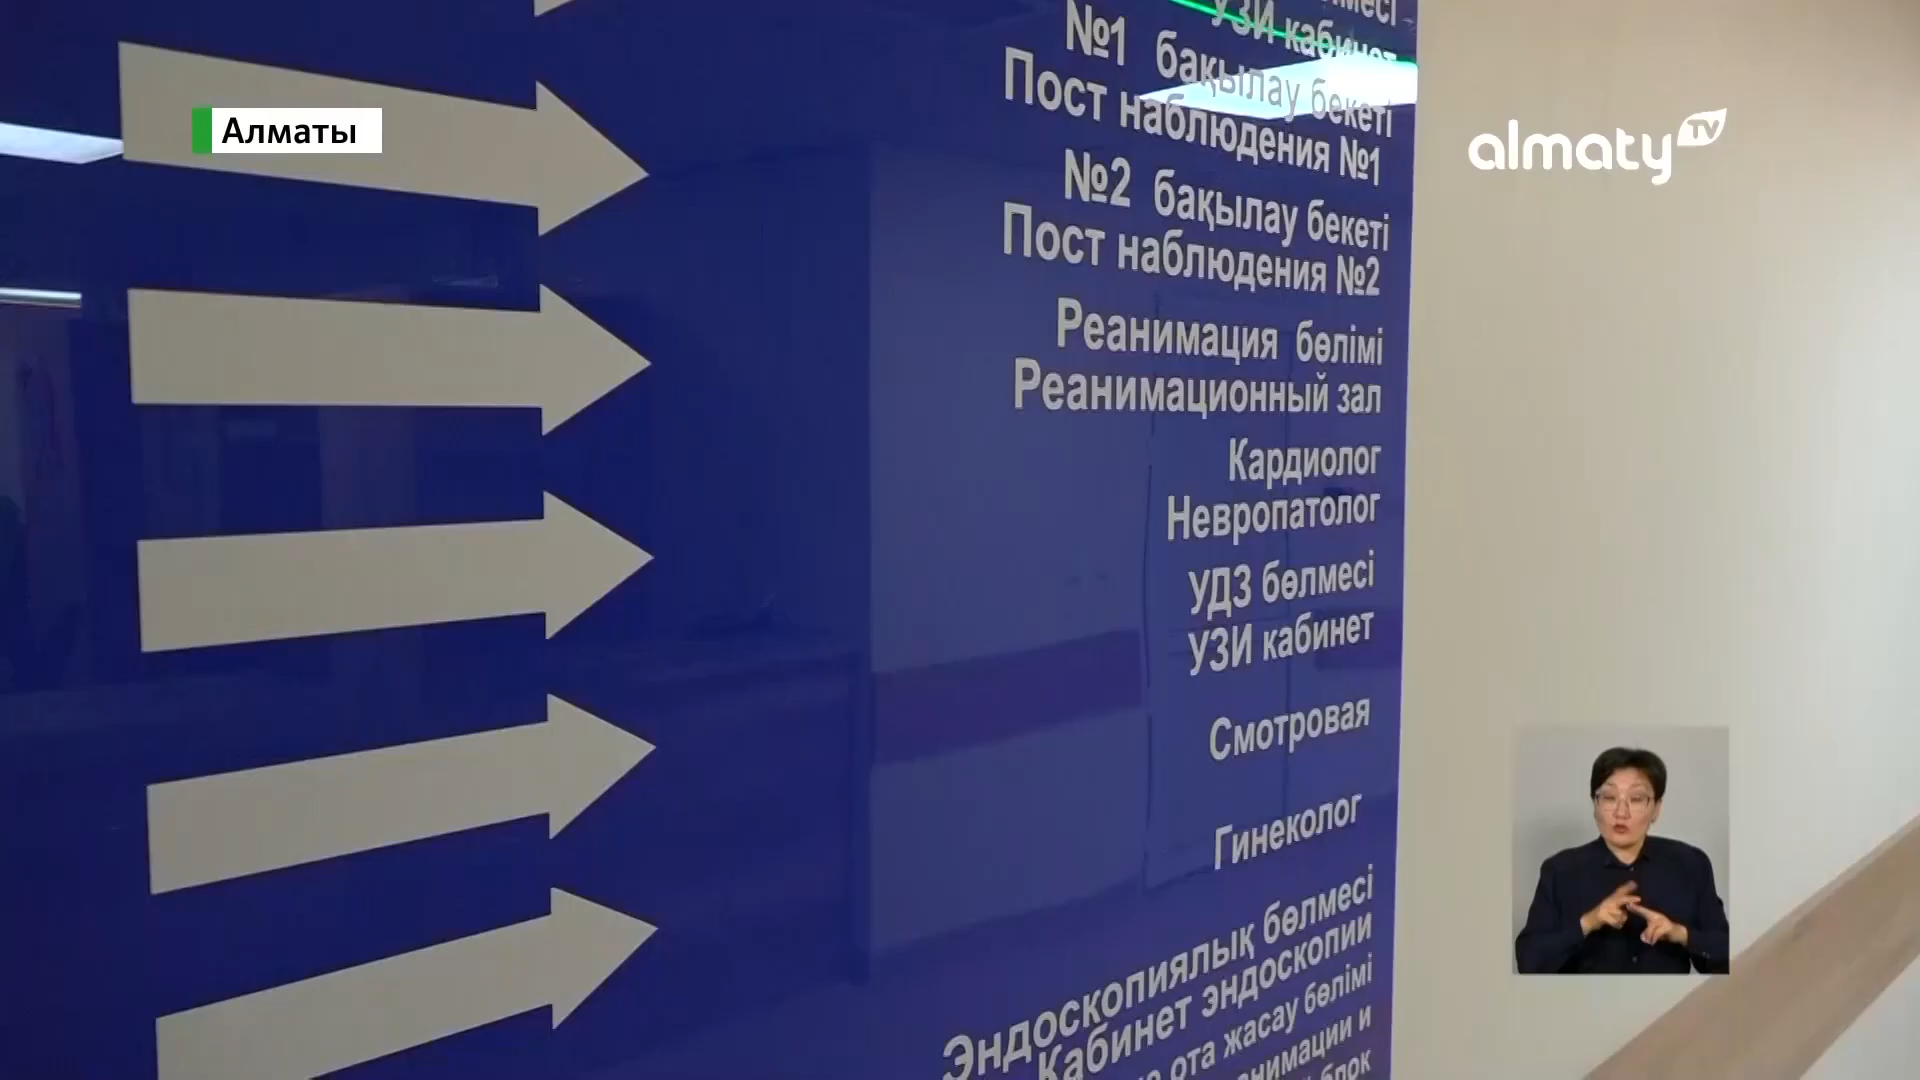 УЗИ кабинет
№1 бақылау бекеті
Пост наблюдения №1
№2 бақылау бекеті
Пост наблюдения №2
Реанимация бөлімі
Реанимационный зал
Кардиолог
Невропатолог
УДЗ бөлмесі
УЗИ кабинет
Смотровая
Гинеколог
Эндоскопиялық бөлмесі
Кабинет эндоскопии
ота жасау бөлімі
и
блок
Алматы
almaty TV